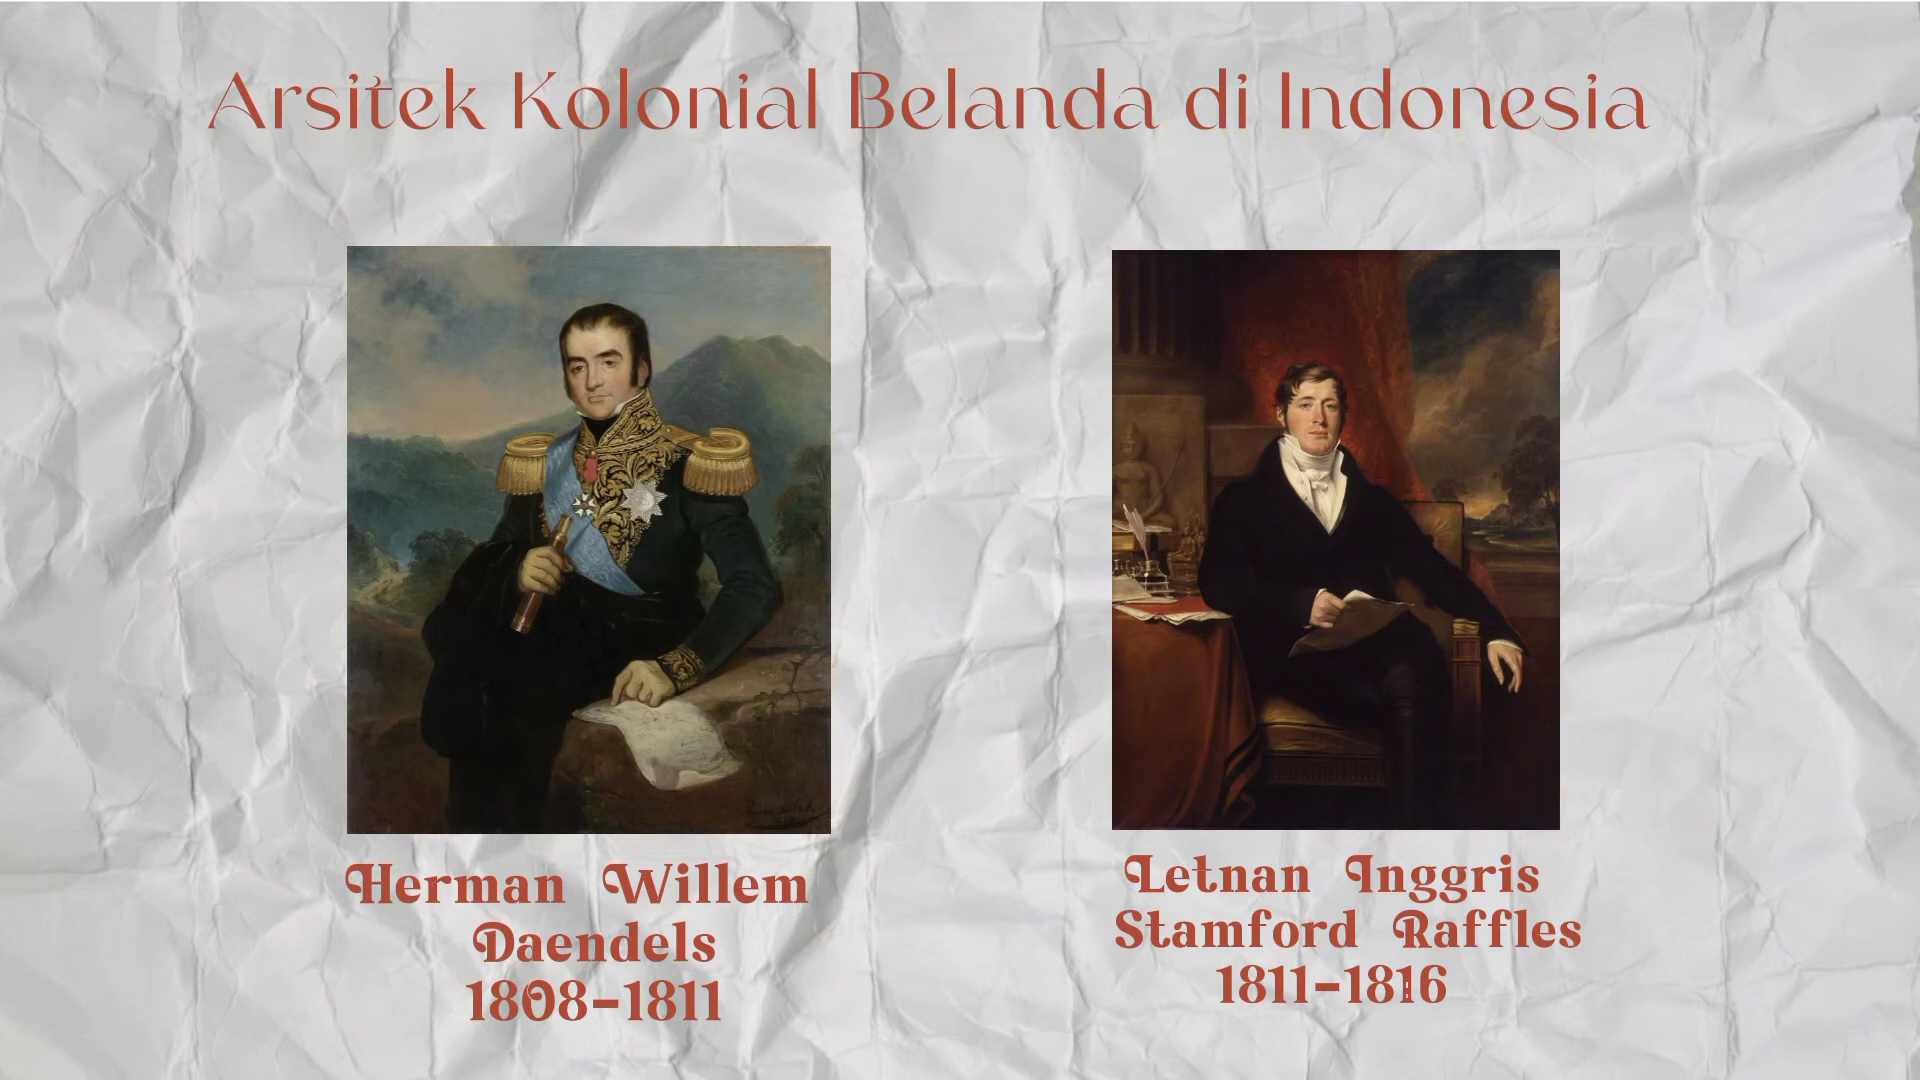 Arsitek Kolonial Belanda di Indonesia
Herman Willem
Daendels
1808-1811
Letnan Inggris
Stamford Raffles
1811-1816